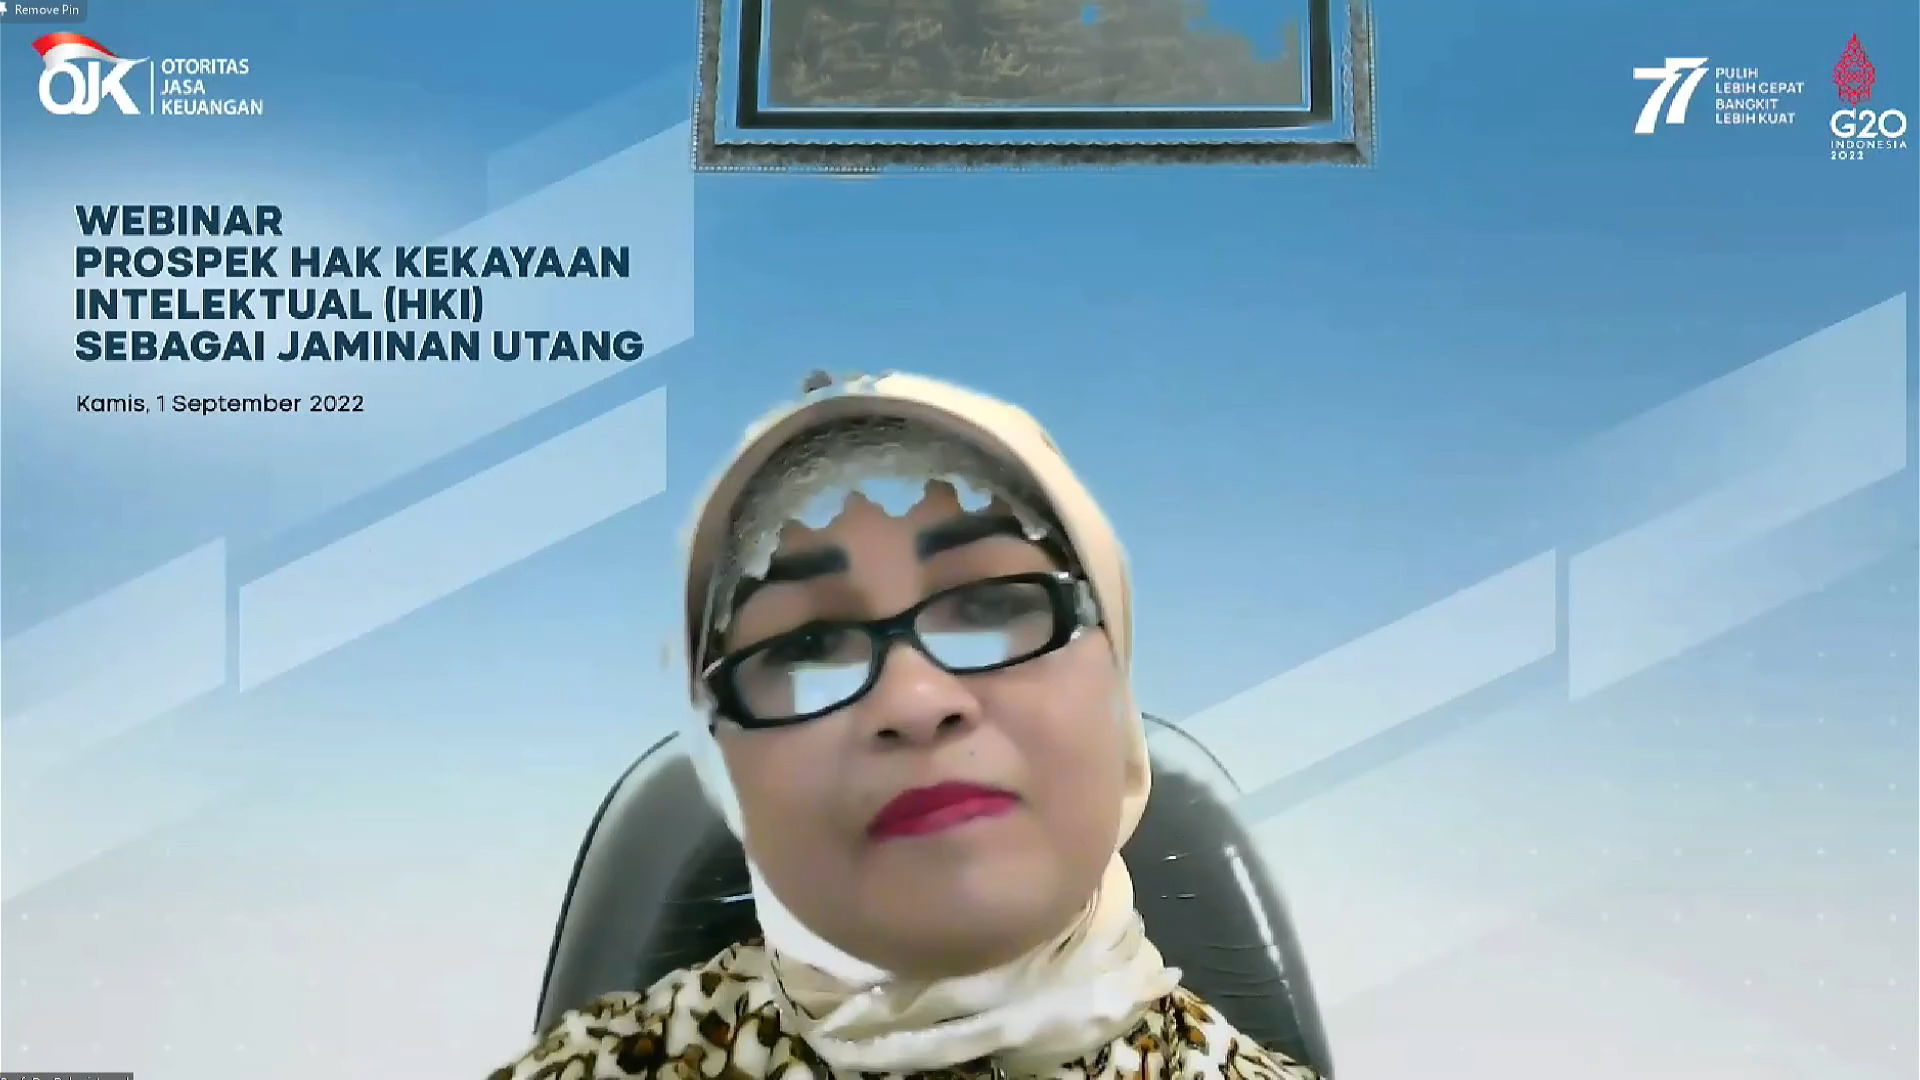 Remove Pin
OJK
OTORITAS
JASA
KEUANGAN
77
PULIH
LEBIH CEPAT
BANGKIT
LEBIH KUAT
G20
INDONESIA
2022
WEBINAR
PROSPEK HAK KEKAYAAN
INTELEKTUAL (HKI)
SEBAGAI JAMINAN UTANG
Kamis, 1 September 2022